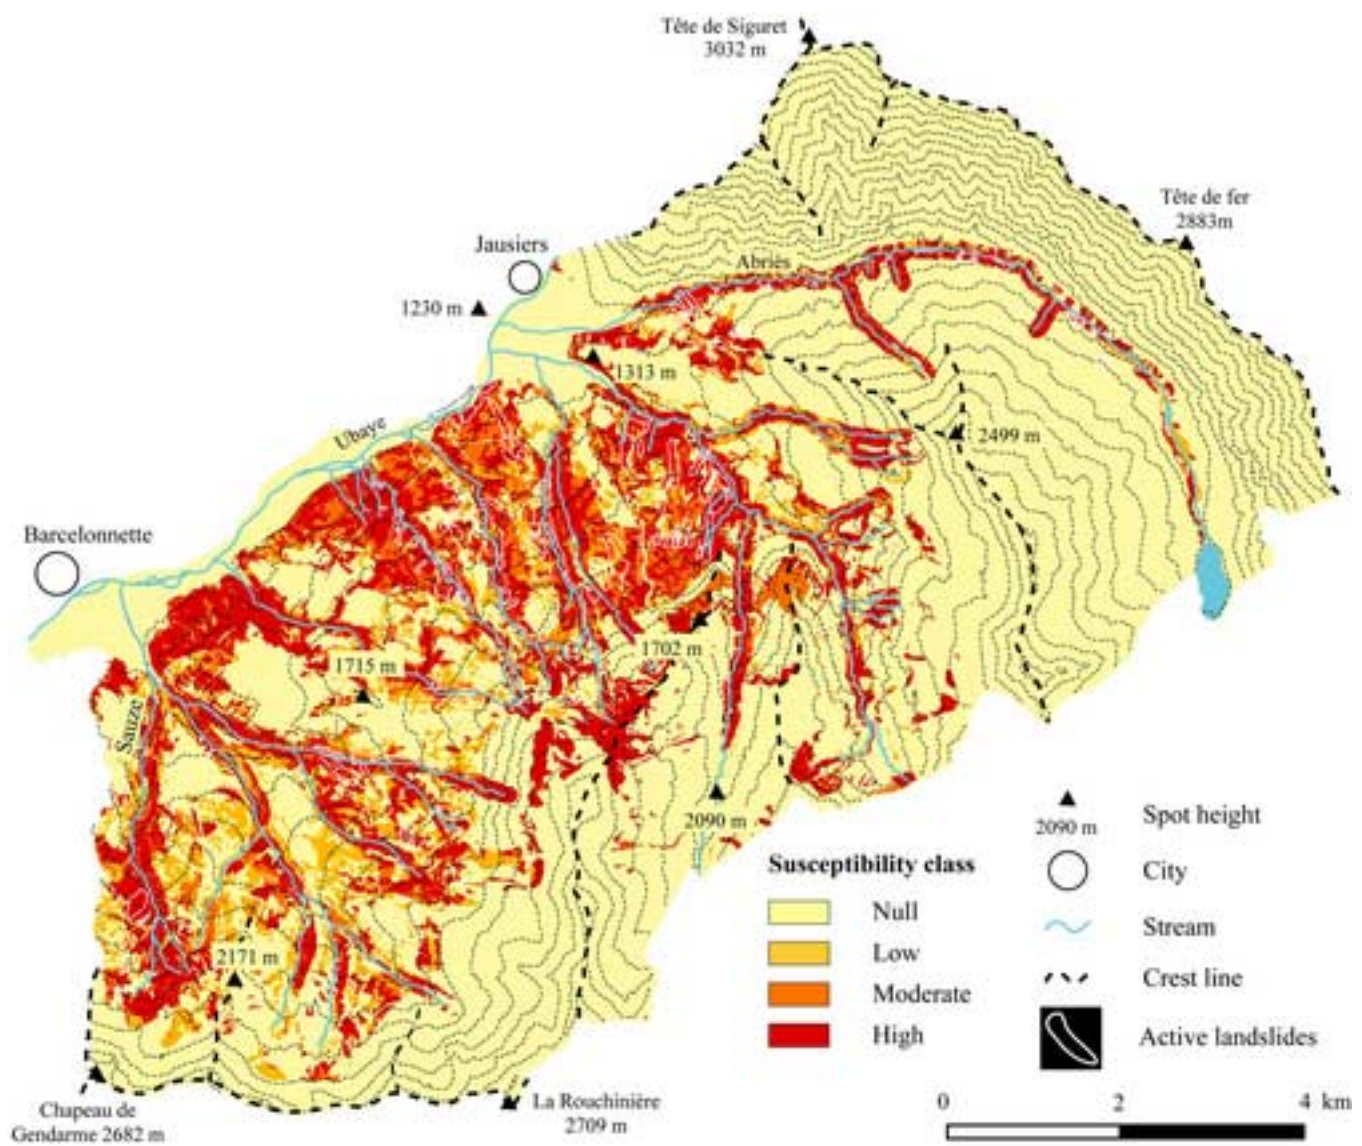 Tête de Siguret
3032 m
Tête de fer
2883m
Jausiers
Abriès
1230 m
1313 m
Ubaye
2499 m
Barcelonnette
1702 m
1715 m
Sauze
2090 m
2171 m
Chapeau de
Gendarme 2682 m
La Rouchinière
2709 m
Susceptibility class
Null
Low
Moderate
High
2090 m
Spot height
City
Stream
Crest line
Active landslides
0 2 4 km